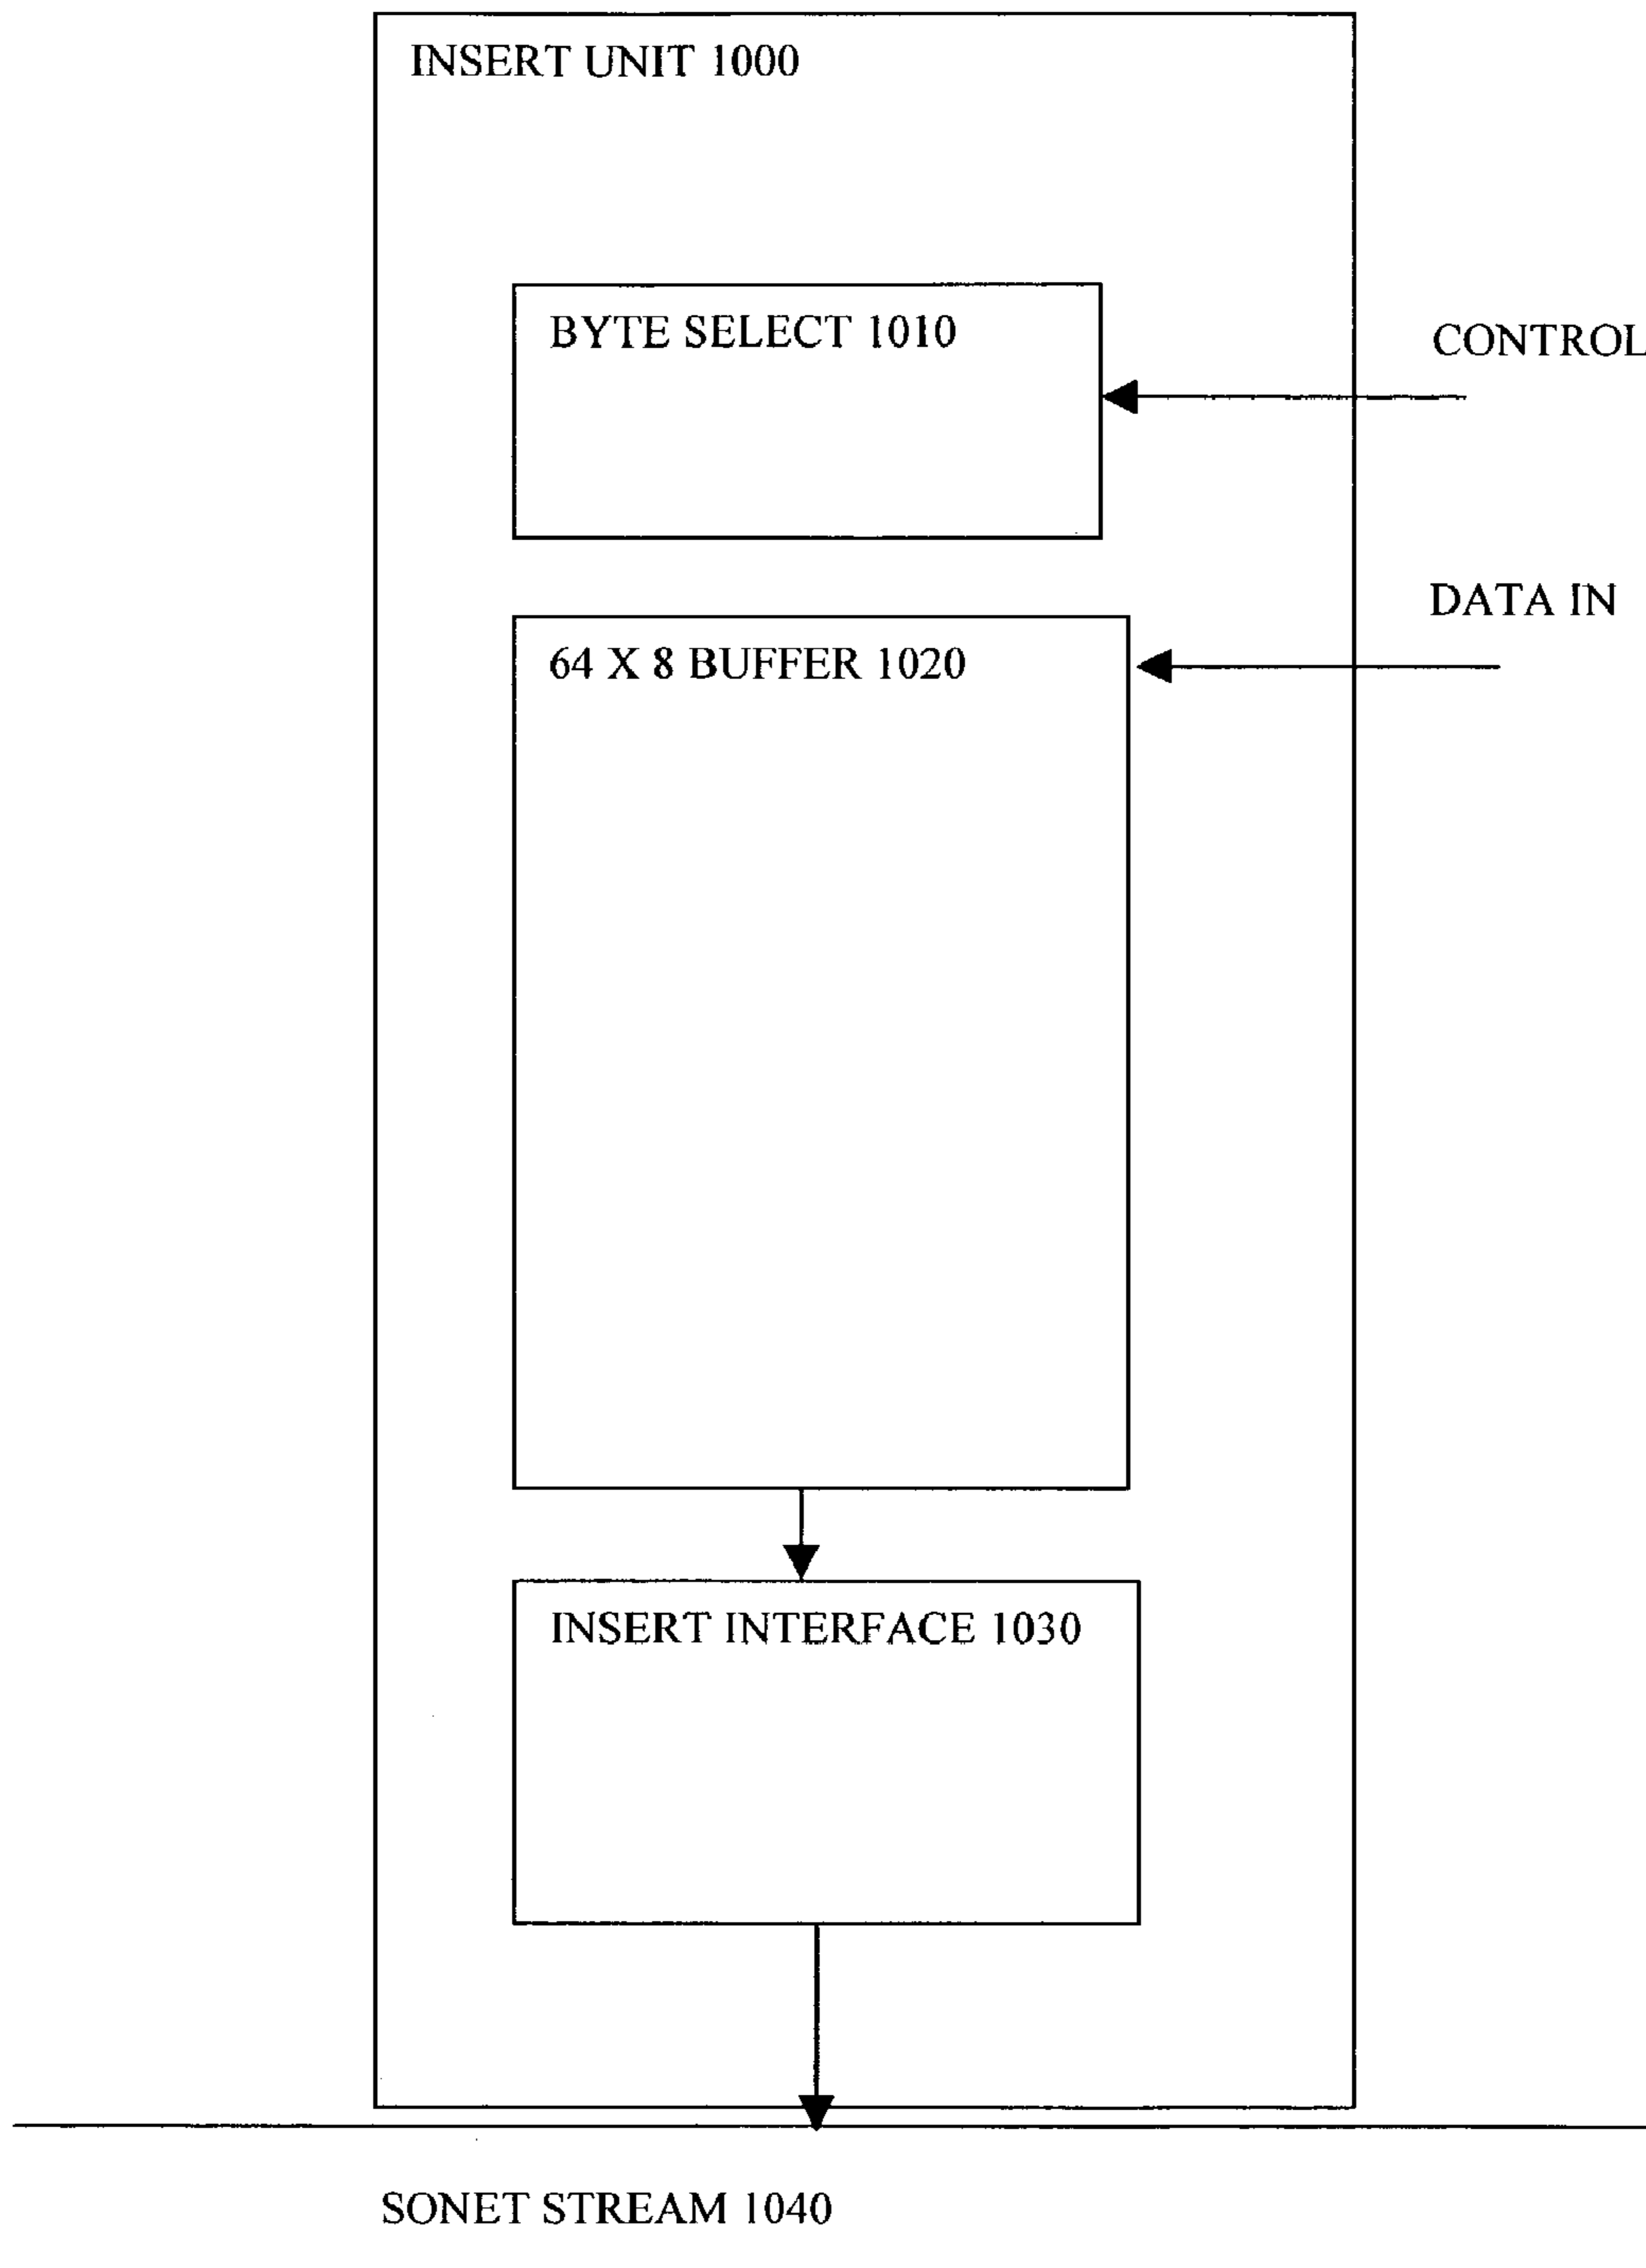 INSERT UNIT 1000
BYTE SELECT 1010
CONTROL
DATA IN
64 X 8 BUFFER 1020
INSERT INTERFACE 1030
SONET STREAM 1040